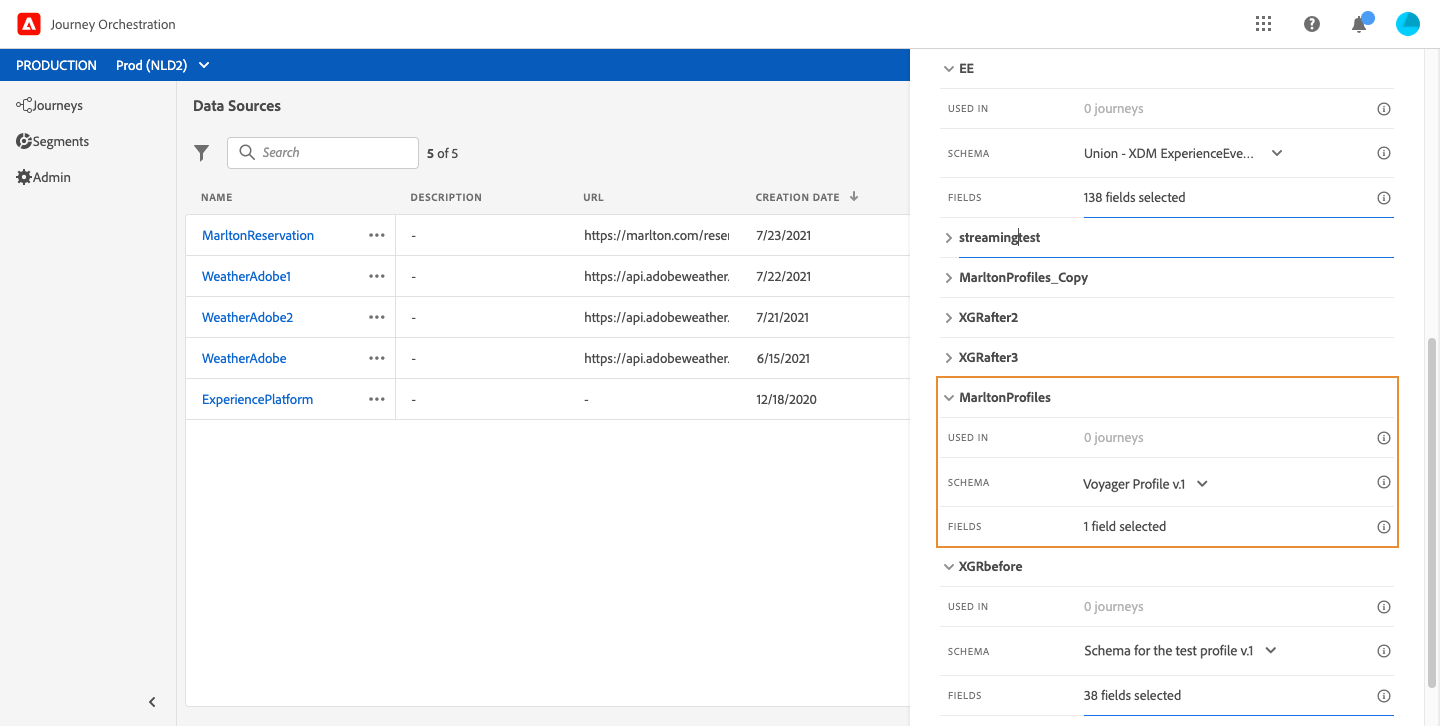 Journey Orchestration
PRODUCTION Prod (NLD2)
Journeys
Segments
Admin
Data Sources
Search
5 of 5
NAME DESCRIPTION URL CREATION DATE
MarltonReservation - https://marlton.com/reser 7/23/2021
WeatherAdobe1 - https://api.adobeweather. 7/22/2021
WeatherAdobe2 - https://api.adobeweather. 7/21/2021
WeatherAdobe - https://api.adobeweather. 6/15/2021
ExperiencePlatform - - 12/18/2020
EE
USED IN 0 journeys
SCHEMA Union - XDM ExperienceEve...
FIELDS 138 fields selected
streamingtest
MarltonProfiles_Copy
XGRafter2
XGRafter3
MarltonProfiles
USED IN 0 journeys
SCHEMA Voyager Profile v.1
FIELDS 1 field selected
XGRbefore
USED IN 0 journeys
SCHEMA Schema for the test profile v.1
FIELDS 38 fields selected